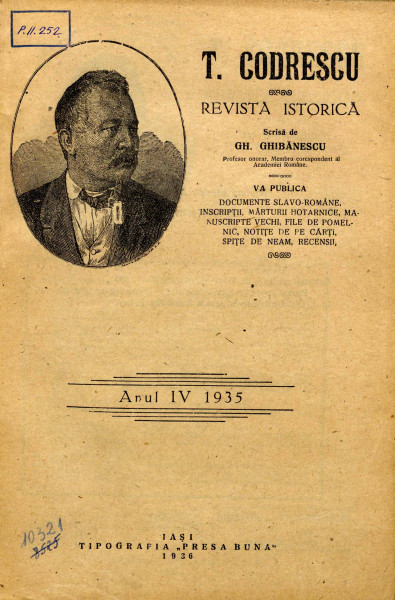 P.II.252
T. CODRESCU
REVISTA ISTORICĂ
Scrisă de
GH. GHIBĂNESCU
Profesor onorar, Membru corespondent al
Academiei Române.
VA PUBLICA
DOCUMENTE SLAVO-ROMÂNE,
INSCRIPȚII, MĂRTURII HOTARNICE, MA-
NUSCRIPTE VECHI, FILE DE POMEL-
NIC, NOTIȚE DE PE CĂRȚI,
SPIȚE DE NEAM, RECENSII,
Anul IV 1935
10321
IAȘI
TIPOGRAFIA „PRESA BUNA"
1936